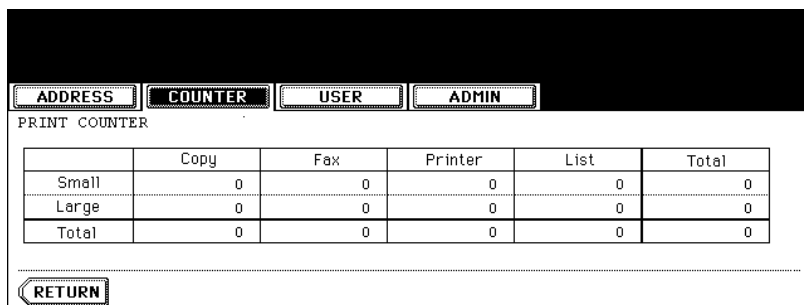 ADDRESS COUNTER USER ADMIN
PRINT COUNTER
Copy Fax Printer List Total
Small 0 0 0 0 0
Large 0 0 0 0 0
Total 0 0 0 0 0
RETURN